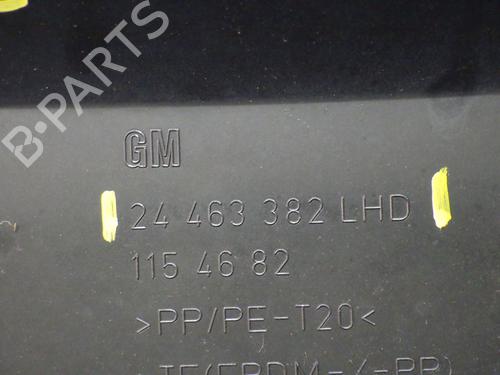 B-PARTS
GM
24 463 382 LHD
115 46 82
>PP/PE-T20<